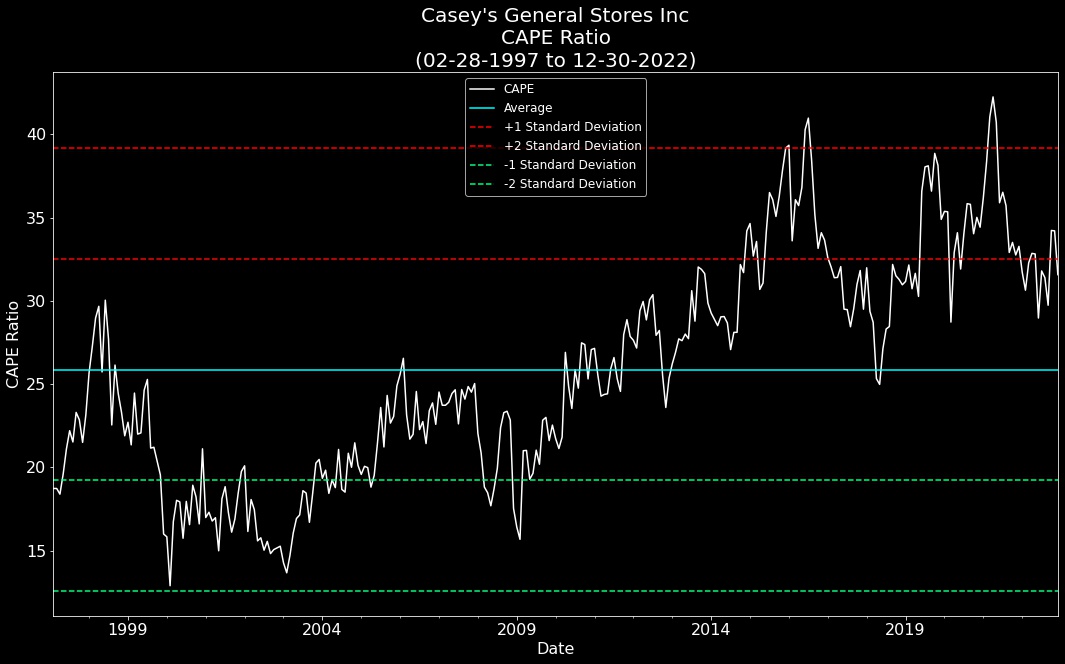 Casey's General Stores Inc
CAPE Ratio
(02-28-1997 to 12-30-2022)
CAPE
Average
+1 Standard Deviation
+2 Standard Deviation
-1 Standard Deviation
-2 Standard Deviation
40
35
30
25
20
15
CAPE Ratio
1999
2004
2009
2014
2019
Date